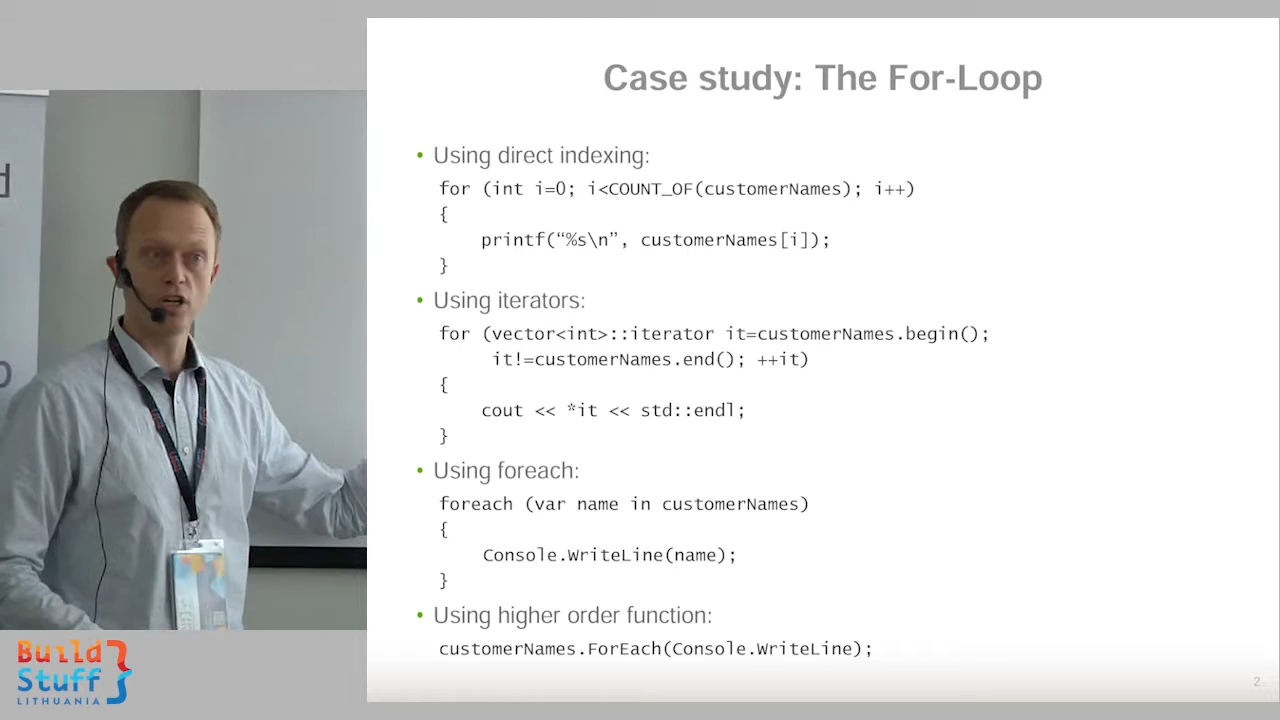 Case study: The For-Loop
• Using direct indexing:
for (int i=0; i<COUNT_OF(customerNames); i++)
{
printf(“%s\n”, customerNames[i]);
}
• Using iterators:
for (vector<int>::iterator it=customerNames.begin();
it!=customerNames.end(); ++it)
{
cout << *it << std::endl;
}
• Using foreach:
foreach (var name in customerNames)
{
Console.WriteLine(name);
}
• Using higher order function:
customerNames.ForEach(Console.WriteLine);
2
Build
Stuff
LITHUANIA